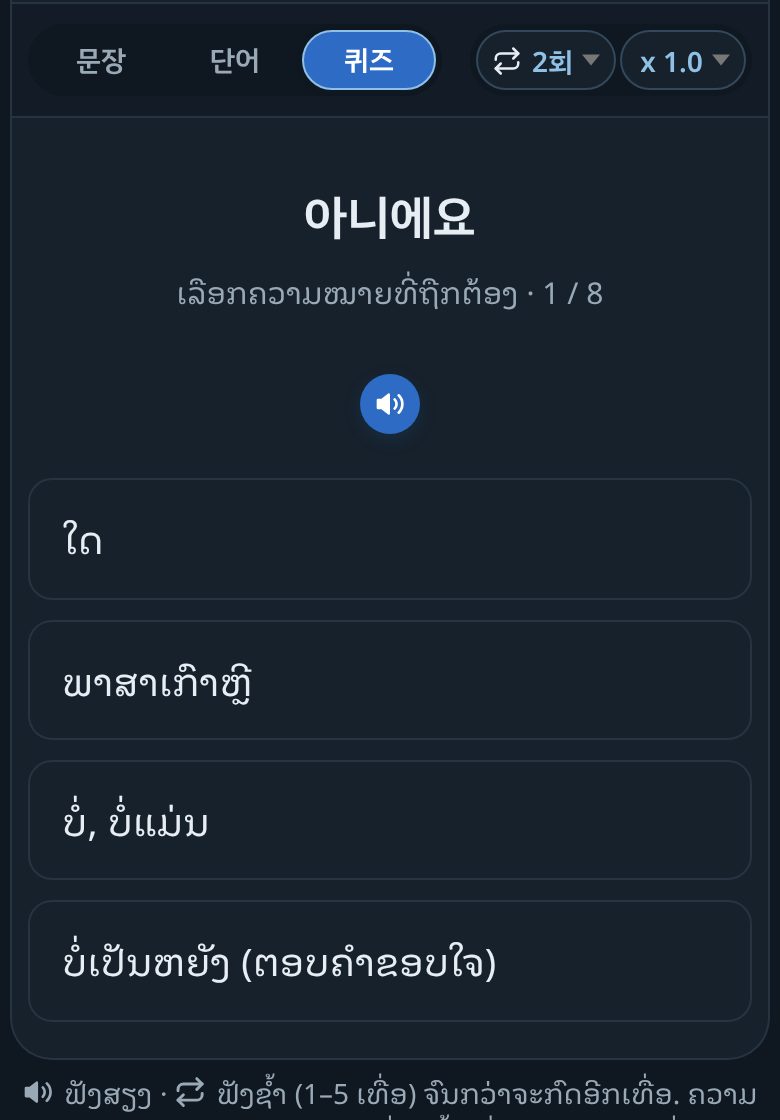 문장 단어 퀴즈 2회 x 1.0
아니에요
ເລືອກຄວາມໝາຍທີ່ຖືກຕ້ອງ · 1 / 8
ໃດ
ພາສາເກົາຫຼີ
ບໍ່, ບໍ່ແມ່ນ
ບໍ່ເປັນຫຍັງ (ຕອບຄຳຂອບໃຈ)
ຟັງສຽງ · ຟັງຊ້ຳ (1–5 ເທື່ອ) ຈົນກວ່າຈະກົດອີກເທື່ອ. ຄວາມ